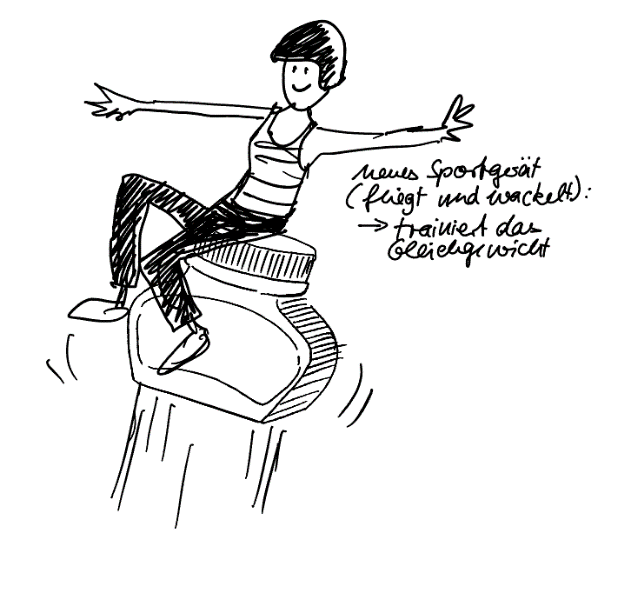 neues Sportgerät
(fliegt und wackelt):
→ trainiert das
Gleichgewicht